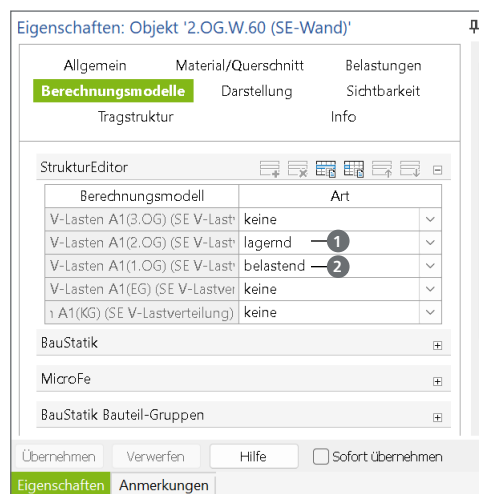 Eigenschaften: Objekt '2.OG.W.60 (SE-Wand)'
Allgemein Material/Querschnitt Belastungen
Berechnungsmodelle Darstellung Sichtbarkeit
Tragstruktur Info
StrukturEditor
Berechnungsmodell Art
V-Lasten A1(3.OG) (SE V-Last keine
V-Lasten A1(2.OG) (SE V-Last lagernd 1
V-Lasten A1(1.OG) (SE V-Last belastend 2
V-Lasten A1(EG) (SE V-Lastver keine
A1(KG) (SE V-Lastverteilung) keine
BauStatik
MicroFe
BauStatik Bauteil-Gruppen
Übernehmen Verwerfen Hilfe Sofort übernehmen
Eigenschaften Anmerkungen